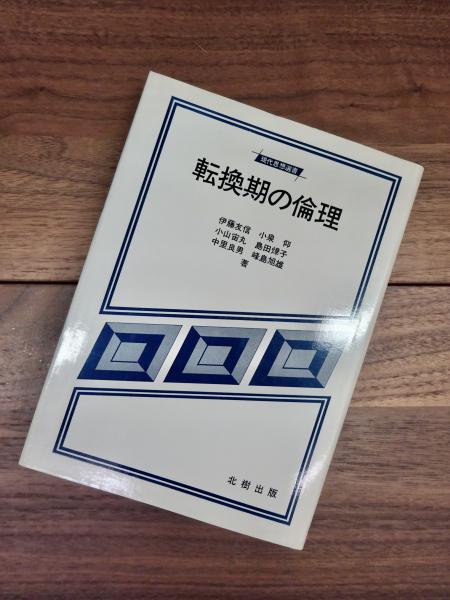 現代思想選書
転換期の倫理
伊藤友信 小泉 仰
小山宙丸 島田燁子
中里良男 峰島旭雄
著
北樹出版